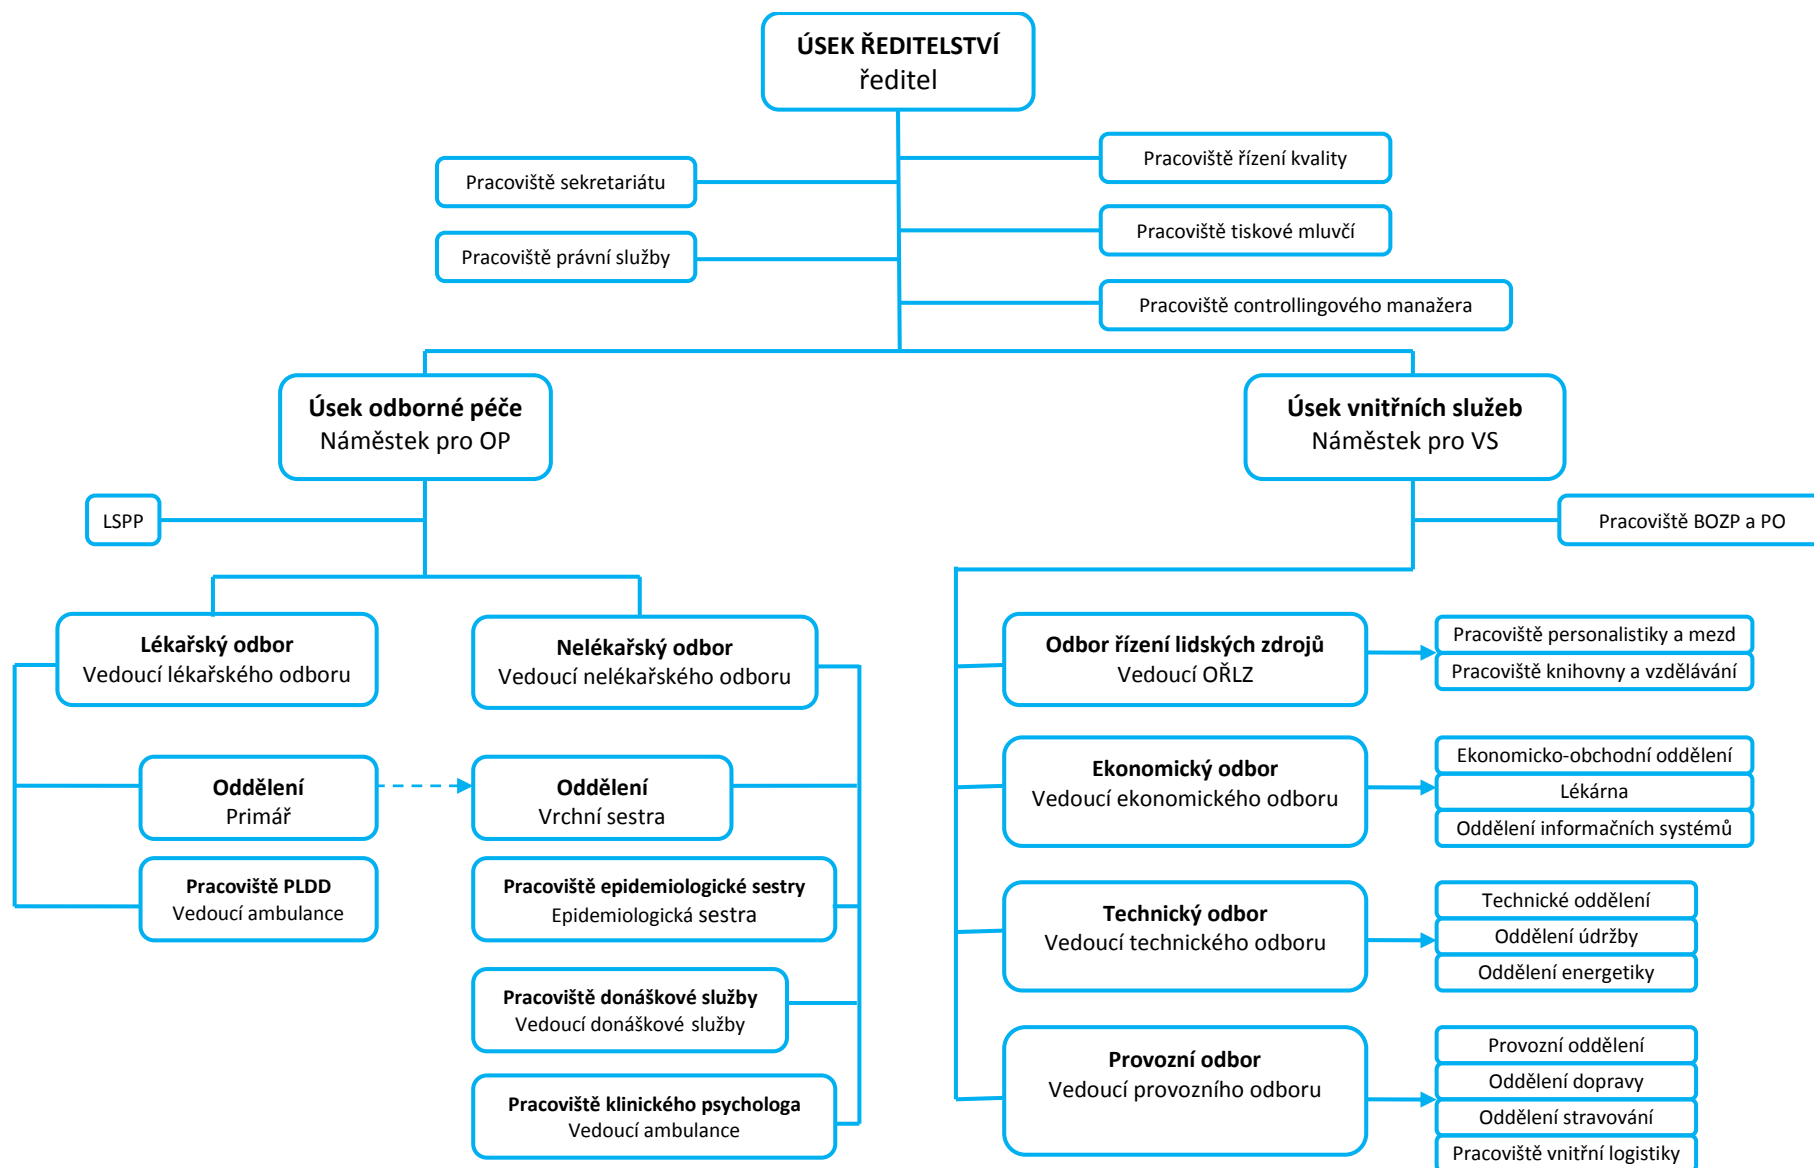 ÚSEK ŘEDITELSTVÍ
ředitel
Pracoviště řízení kvality
Pracoviště sekretariátu
Pracoviště tiskové mluvčí
Pracoviště právní služby
Pracoviště controllingového manažera
Úsek odborné péče
Náměstek pro OP
Úsek vnitřních služeb
Náměstek pro VS
LSPP
Pracoviště BOZP a PO
Lékařský odbor
Vedoucí lékařského odboru
Nelékařský odbor
Vedoucí nelékařského odboru
Oddělení
Primář
Oddělení
Vrchní sestra
Pracoviště PLDD
Vedoucí ambulance
Pracoviště epidemiologické sestry
Epidemiologická sestra
Pracoviště donáškové služby
Vedoucí donáškové služby
Pracoviště klinického psychologa
Vedoucí ambulance
Odbor řízení lidských zdrojů
Vedoucí OŘLZ
Pracoviště personalistiky a mezd
Pracoviště knihovny a vzdělávání
Ekonomický odbor
Vedoucí ekonomického odboru
Ekonomicko-obchodní oddělení
Lékárna
Oddělení informačních systémů
Technický odbor
Vedoucí technického odboru
Technické oddělení
Oddělení údržby
Oddělení energetiky
Provozní odbor
Vedoucí provozního odboru
Provozní oddělení
Oddělení dopravy
Oddělení stravování
Pracoviště vnitřní logistiky